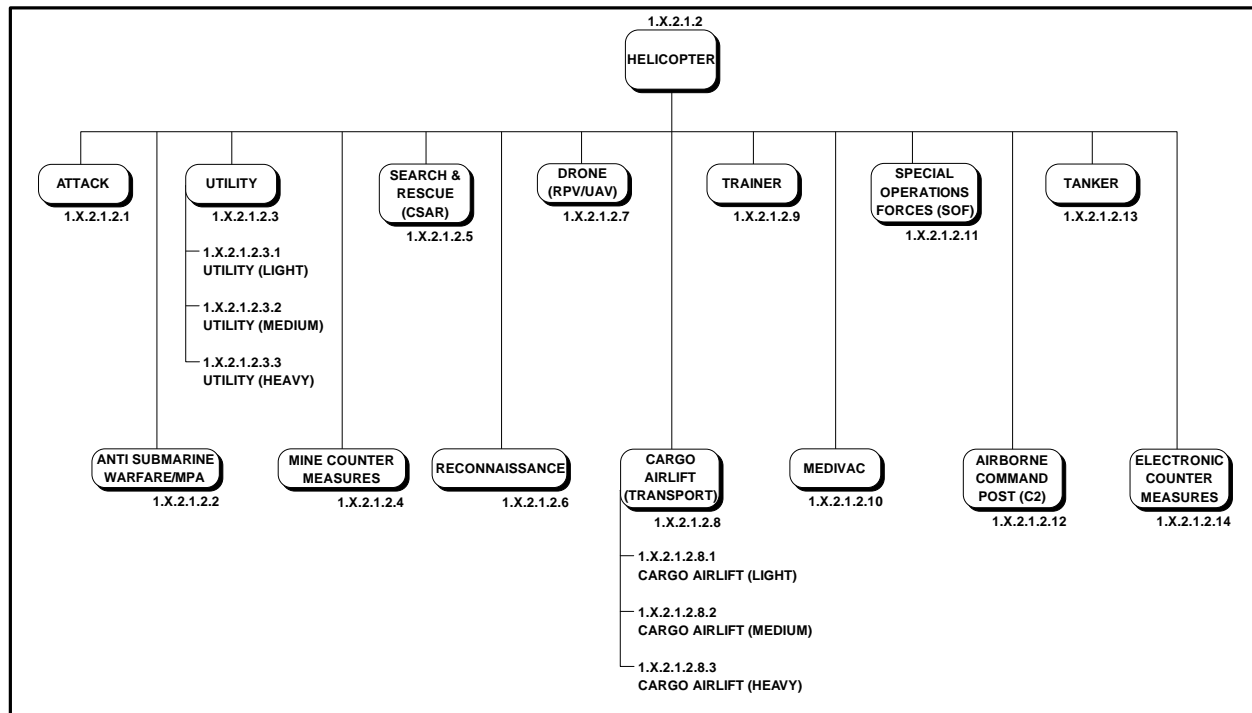 1.X.2.1.2
HELICOPTER
ATTACK
1.X.2.1.2.1
UTILITY
1.X.2.1.2.3
1.X.2.1.2.3.1
UTILITY (LIGHT)
1.X.2.1.2.3.2
UTILITY (MEDIUM)
1.X.2.1.2.3.3
UTILITY (HEAVY)
SEARCH &
RESCUE
(CSAR)
1.X.2.1.2.5
DRONE
(RPV/UAV)
1.X.2.1.2.7
TRAINER
1.X.2.1.2.9
SPECIAL
OPERATIONS
FORCES (SOF)
1.X.2.1.2.11
TANKER
1.X.2.1.2.13
ANTI SUBMARINE
WARFARE/MPA
1.X.2.1.2.2
MINE COUNTER
MEASURES
1.X.2.1.2.4
RECONNAISSANCE
1.X.2.1.2.6
CARGO
AIRLIFT
(TRANSPORT)
1.X.2.1.2.8
1.X.2.1.2.8.1
CARGO AIRLIFT (LIGHT)
1.X.2.1.2.8.2
CARGO AIRLIFT (MEDIUM)
1.X.2.1.2.8.3
CARGO AIRLIFT (HEAVY)
MEDIVAC
1.X.2.1.2.10
AIRBORNE
COMMAND
POST (C2)
1.X.2.1.2.12
ELECTRONIC
COUNTER
MEASURES
1.X.2.1.2.14